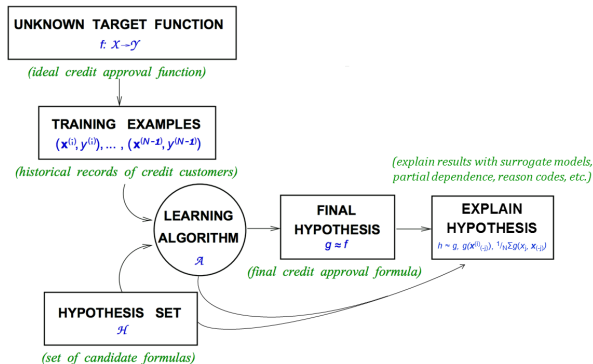 UNKNOWN TARGET FUNCTION
f: 𝒳→𝒴
(ideal credit approval function)
TRAINING EXAMPLES
(x⁽ⁱ⁾, y⁽ⁱ⁾), ... , (x⁽ᴺ⁻¹⁾, y⁽ᴺ⁻¹⁾)
(historical records of credit customers)
LEARNING
ALGORITHM
𝒜
HYPOTHESIS SET
ℋ
(set of candidate formulas)
FINAL
HYPOTHESIS
g ≈ f
(final credit approval formula)
(explain results with surrogate models,
partial dependence, reason codes, etc.)
EXPLAIN
HYPOTHESIS
h ≈ g, g(x⁽ⁱ⁾₍₋ⱼ₎), ¹/ₙΣg(xⱼ, x₍₋ⱼ₎)